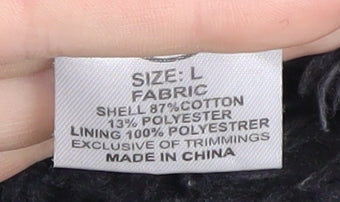 SIZE: L
FABRIC
SHELL 87%COTTON
13% POLYESTER
LINING 100% POLYESTRER
EXCLUSIVE OF TRIMMINGS
MADE IN CHINA